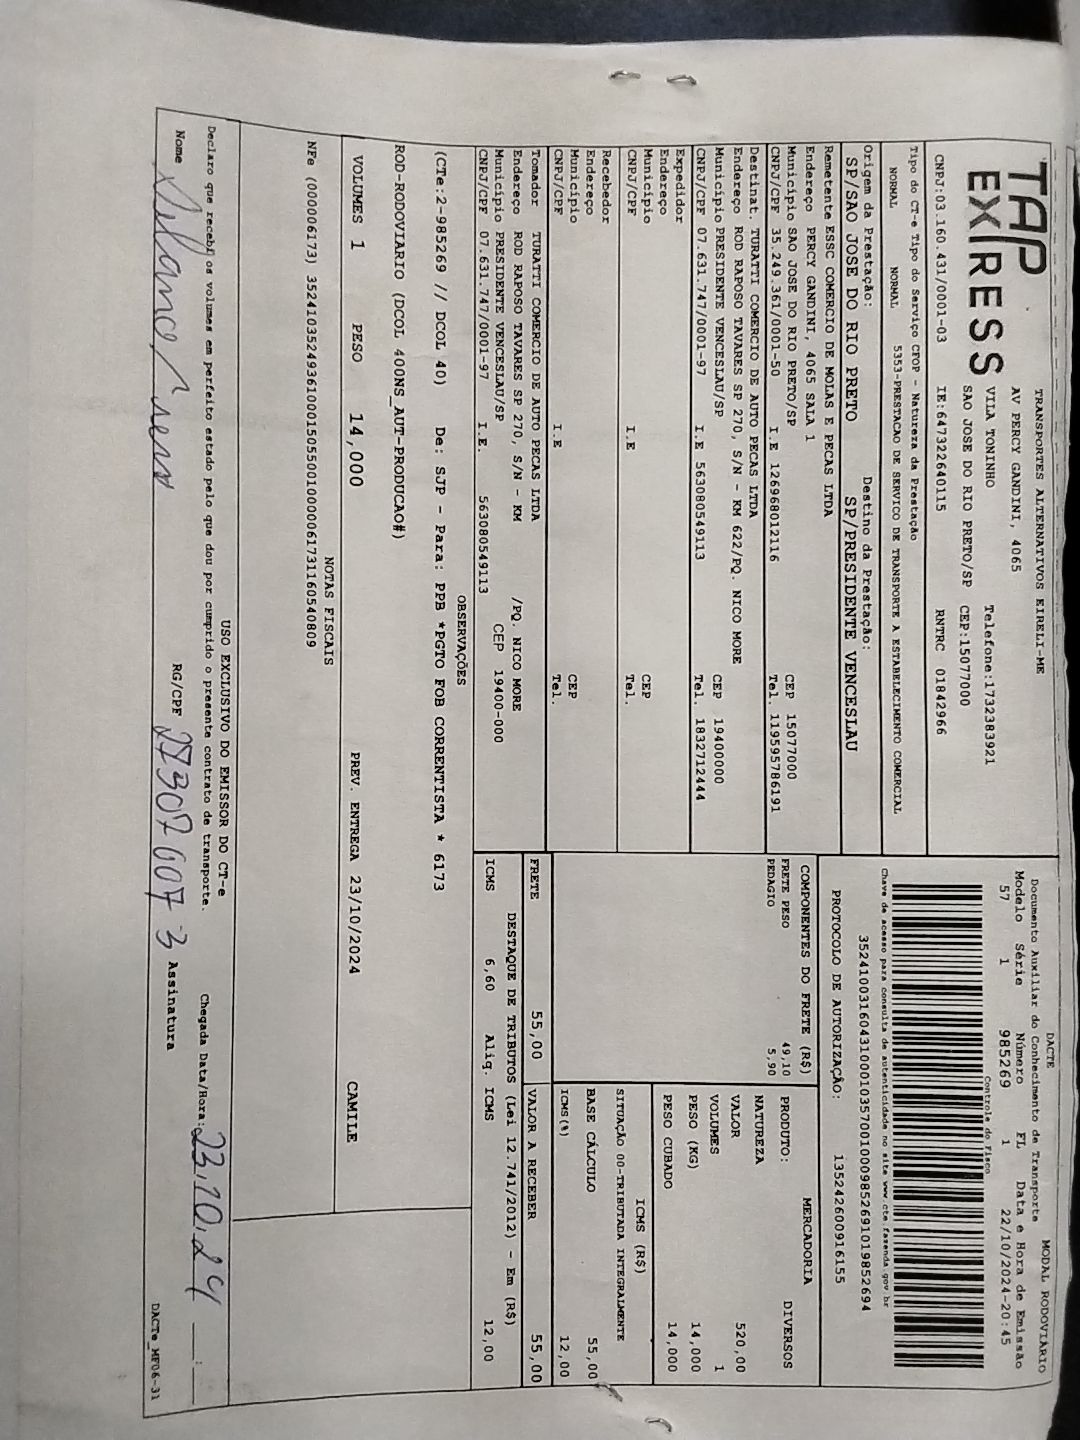 TAP
EXPRESS
TRANSPORTES ALTERNATIVOS EIRELI-ME
AV PERCY GANDINI, 4065
VILA TONINHO Telefone:1732383921
SAO JOSE DO RIO PRETO/SP CEP:15077000
CNPJ:03.160.431/0001-03 IE:647322640115 RNTRC 01842966
Tipo do CT-e Tipo do Serviço CFOP - Natureza da Prestação
NORMAL NORMAL 5353-PRESTACAO DE SERVICO DE TRANSPORTE A ESTABELECIMENTO COMERCIAL
Origem da Prestação: Destino da Prestação:
SP/SAO JOSE DO RIO PRETO SP/PRESIDENTE VENCESLAU
Remetente ESSC COMERCIO DE MOLAS E PECAS LTDA
Endereço PERCY GANDINI, 4065 SALA 1
Município SAO JOSE DO RIO PRETO/SP CEP 15077000
CNPJ/CPF 35.249.361/0001-50 I.E 126968012116 Tel. 119595786191
Destinat. TURATTI COMERCIO DE AUTO PECAS LTDA
Endereço ROD RAPOSO TAVARES SP 270, S/N - KM 622/PQ. NICO MORE
Município PRESIDENTE VENCESLAU/SP CEP 19400000
CNPJ/CPF 07.631.747/0001-97 I.E 563080549113 Tel. 1832712444
Expedidor
Endereço
Município CEP
CNPJ/CPF I.E Tel.
Recebedor
Endereço
Município CEP
CNPJ/CPF I.E Tel.
Tomador TURATTI COMERCIO DE AUTO PECAS LTDA
Endereço ROD RAPOSO TAVARES SP 270, S/N - KM /PQ. NICO MORE
Município PRESIDENTE VENCESLAU/SP CEP 19400-000
CNPJ/CPF 07.631.747/0001-97 I.E. 563080549113
DACTE MODAL RODOVIÁRIO
Documento Auxiliar do Conhecimento de Transporte
Modelo Série Número FL Data e Hora de Emissão
57 1 985269 1 22/10/2024-20:45
Controle do Fisco
Chave de acesso para consulta de autenticidade no site www.cte.fazenda.gov.br
35241003160431000103570010009852691019852694
PROTOCOLO DE AUTORIZAÇÃO: 135242600916155
COMPONENTES DO FRETE (R$)
FRETE PESO 49,10
PEDAGIO 5,90
MERCADORIA
PRODUTO: DIVERSOS
NATUREZA
VALOR 520,00
VOLUMES 1
PESO (KG) 14,000
PESO CUBADO 14,000
ICMS (R$)
SITUAÇÃO 00-TRIBUTADA INTEGRALMENTE
BASE CÁLCULO 55,00
ICMS(%) 12,00
FRETE 55,00 VALOR A RECEBER 55,00
DESTAQUE DE TRIBUTOS (Lei 12.741/2012) - Em (R$)
ICMS 6,60 Aliq. ICMS 12,00
OBSERVAÇÕES
(CTe:2-985269 // DCOL 40) De: SJP - Para: PPB *PGTO FOB CORRENTISTA * 6173
ROD-RODOVIARIO (DCOL 400NS_AUT-PRODUCAO#)
VOLUMES 1 PESO 14,000 PREV. ENTREGA 23/10/2024 CAMILE
NOTAS FISCAIS
NFe (000006173) 35241035249361000150550010000061731160540809
USO EXCLUSIVO DO EMISSOR DO CT-e
Declaro que recebi os volumes em perfeito estado pelo que dou por cumprido o presente contrato de transporte. Chegada Data/Hora: 23.10.24 __:__
Nome RG/CPF 27307007 3 Assinatura
DACTe_MF06-31